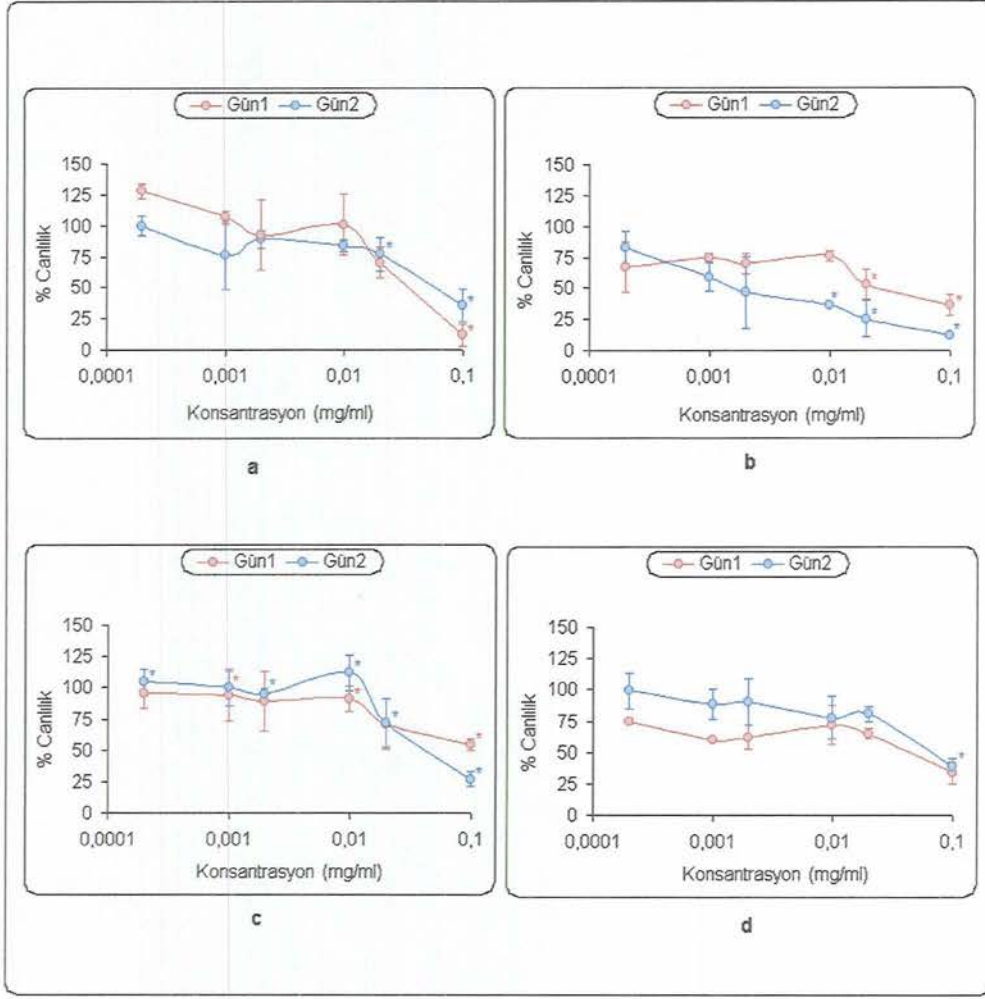 Gün1 Gün2
150
125
100
75
50
25
0
% Canlılık
* *
*
0,0001 0,001 0,01 0,1
Konsantrasyon (mg/ml)
a
Gün1 Gün2
150
125
100
75
50
25
0
% Canlılık
* * * * *
0,0001 0,001 0,01 0,1
Konsantrasyon (mg/ml)
b
Gün1 Gün2
150
125
100
75
50
25
0
% Canlılık
* * * * * * * *
0,0001 0,001 0,01 0,1
Konsantrasyon (mg/ml)
c
Gün1 Gün2
150
125
100
75
50
25
0
% Canlılık
*
0,0001 0,001 0,01 0,1
Konsantrasyon (mg/ml)
d